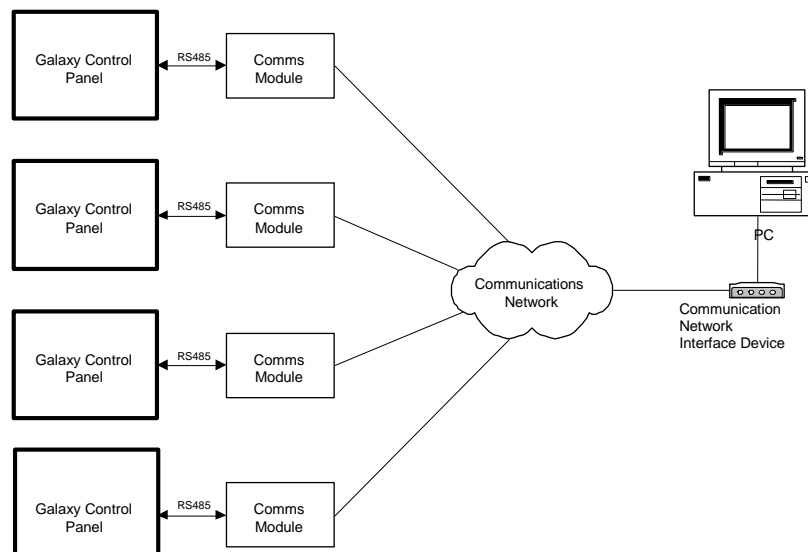 Galaxy Control
Panel
RS485
Comms
Module
Galaxy Control
Panel
RS485
Comms
Module
Communications
Network
PC
Communication
Network
Interface Device
Galaxy Control
Panel
RS485
Comms
Module
Galaxy Control
Panel
RS485
Comms
Module